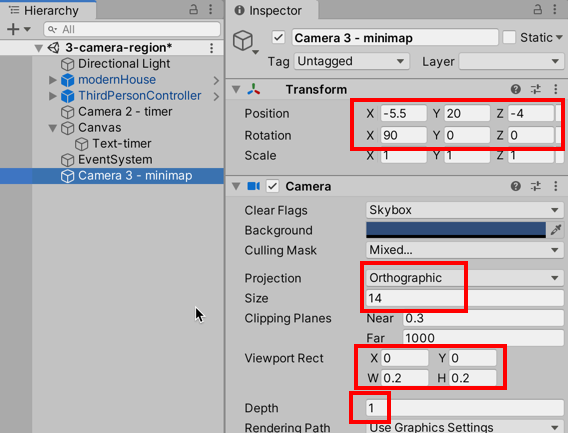 Hierarchy
All
3-camera-region*
Directional Light
modernHouse
ThirdPersonController
Camera 2 - timer
Canvas
Text-timer
EventSystem
Camera 3 - minimap
Inspector
Camera 3 - minimap Static
Tag Untagged Layer
Transform
Position X -5.5 Y 20 Z -4
Rotation X 90 Y 0 Z 0
Scale X 1 Y 1 Z 1
Camera
Clear Flags Skybox
Background
Culling Mask Mixed...
Projection Orthographic
Size 14
Clipping Planes Near 0.3
Far 1000
Viewport Rect X 0 Y 0
W 0.2 H 0.2
Depth 1
Rendering Path Use Graphics Settings